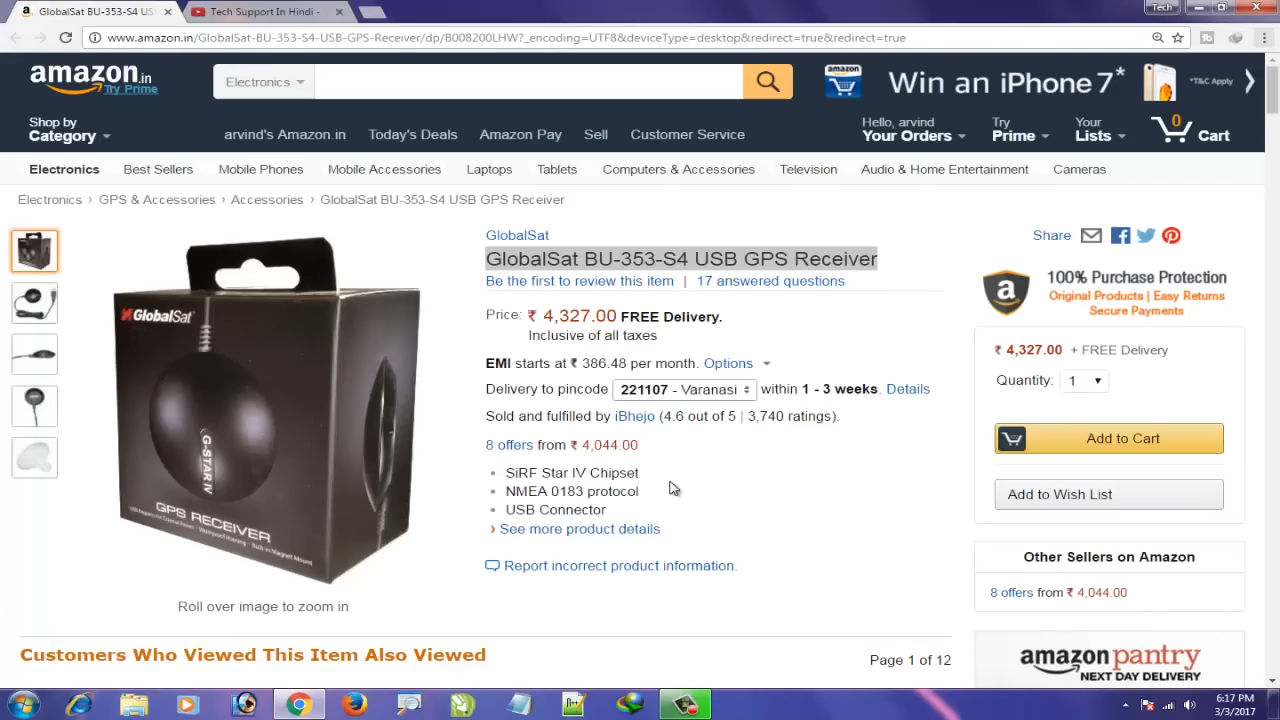 GlobalSat BU-353-S4 USB
Tech Support In Hindi -
Tech
www.amazon.in/GlobalSat-BU-353-S4-USB-GPS-Receiver/dp/B008200LHW?_encoding=UTF8&deviceType=desktop&redirect=true&redirect=true
amazon.in
Try Prime
Electronics
amazon
Win an iPhone 7*
*T&C Apply
Shop by
Category
arvind's Amazon.in Today's Deals Amazon Pay Sell Customer Service
Hello, arvind
Your Orders
Try
Prime
Your
Lists
0
Cart
Electronics Best Sellers Mobile Phones Mobile Accessories Laptops Tablets Computers & Accessories Television Audio & Home Entertainment Cameras
Electronics › GPS & Accessories › Accessories › GlobalSat BU-353-S4 USB GPS Receiver
GlobalSat
G-STAR IV
GPS RECEIVER
Roll over image to zoom in
GlobalSat
GlobalSat BU-353-S4 USB GPS Receiver
Be the first to review this item | 17 answered questions
Price: ₹ 4,327.00 FREE Delivery.
Inclusive of all taxes
EMI starts at ₹ 386.48 per month. Options
Delivery to pincode 221107 - Varanasi within 1 - 3 weeks. Details
Sold and fulfilled by iBhejo (4.6 out of 5 | 3,740 ratings).
8 offers from ₹ 4,044.00
• SiRF Star IV Chipset
• NMEA 0183 protocol
• USB Connector
› See more product details
Report incorrect product information.
Share
a
100% Purchase Protection
Original Products | Easy Returns
Secure Payments
₹ 4,327.00 + FREE Delivery
Quantity: 1
Add to Cart
Add to Wish List
Other Sellers on Amazon
8 offers from ₹ 4,044.00
amazonpantry
NEXT DAY DELIVERY
Customers Who Viewed This Item Also Viewed
Page 1 of 12
6:17 PM
3/3/2017